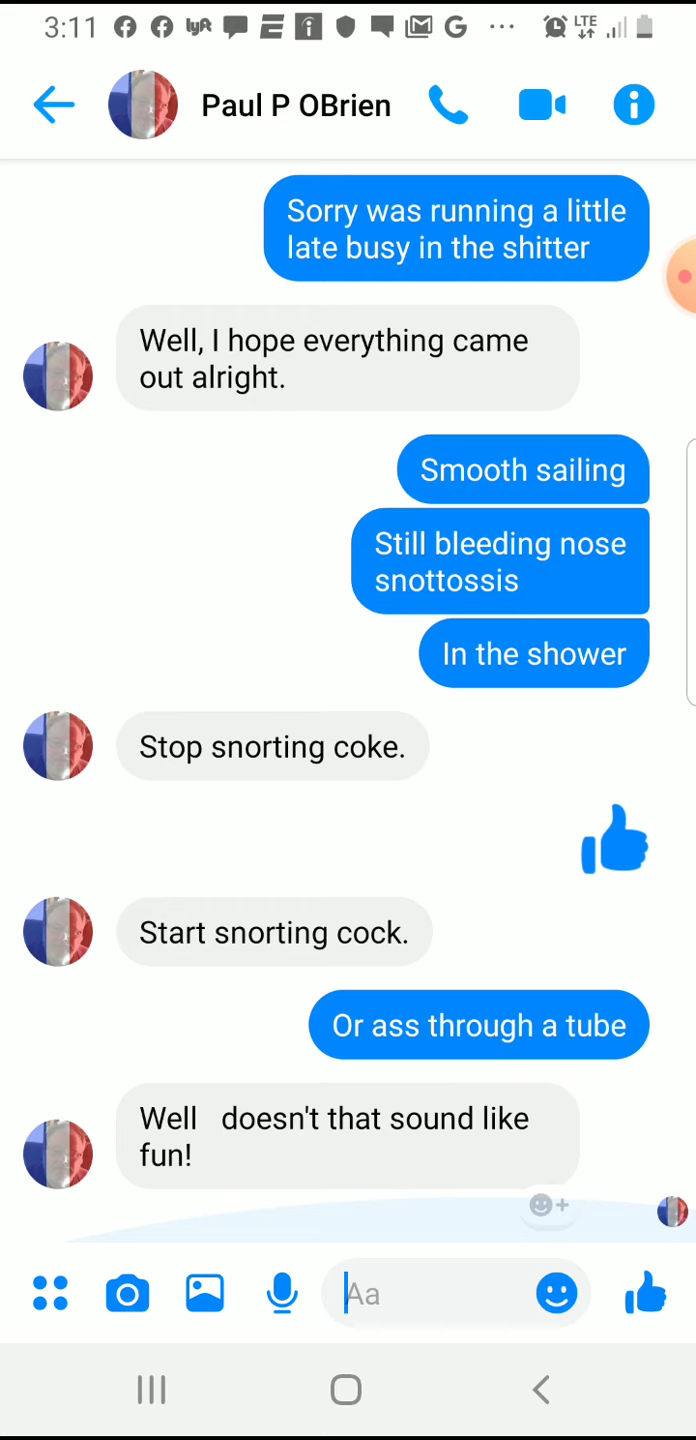 3:11
lyft
LTE
Paul P OBrien
Sorry was running a little
late busy in the shitter
Well, I hope everything came
out alright.
Smooth sailing
Still bleeding nose
snottossis
In the shower
Stop snorting coke.
Start snorting cock.
Or ass through a tube
Well   doesn't that sound like
fun!
Aa